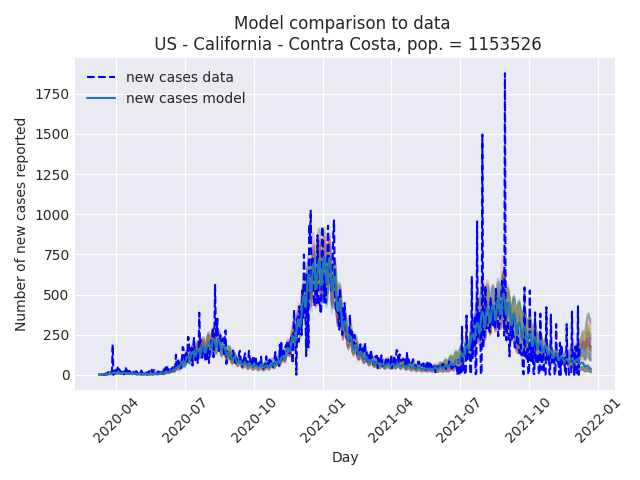 Model comparison to data
US - California - Contra Costa, pop. = 1153526
new cases data
new cases model
Number of new cases reported
1750
1500
1250
1000
750
500
250
0
2020-04
2020-07
2020-10
2021-01
2021-04
2021-07
2021-10
2022-01
Day